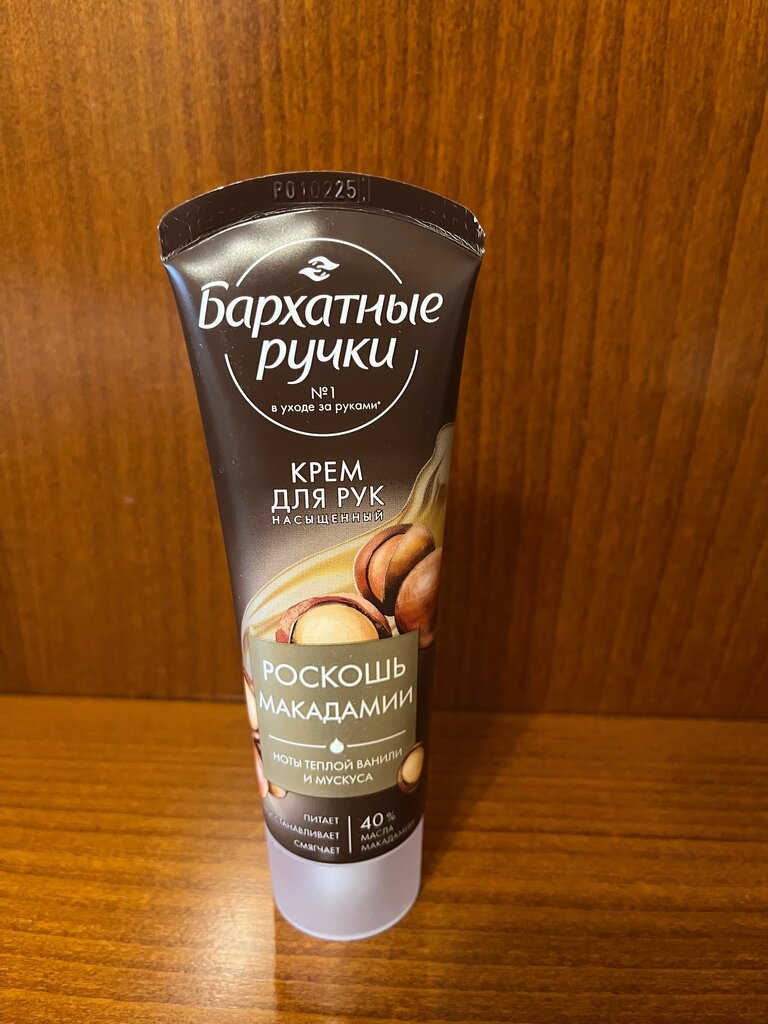 P010225
Бархатные
ручки
№1
в уходе за руками*
КРЕМ
ДЛЯ РУК
НАСЫЩЕННЫЙ
РОСКОШЬ
МАКАДАМИИ
НОТЫ ТЕПЛОЙ ВАНИЛИ
И МУСКУСА
ПИТАЕТ
СМЯГЧАЕТ
40%
МАСЛА
МАКАДАМИИ